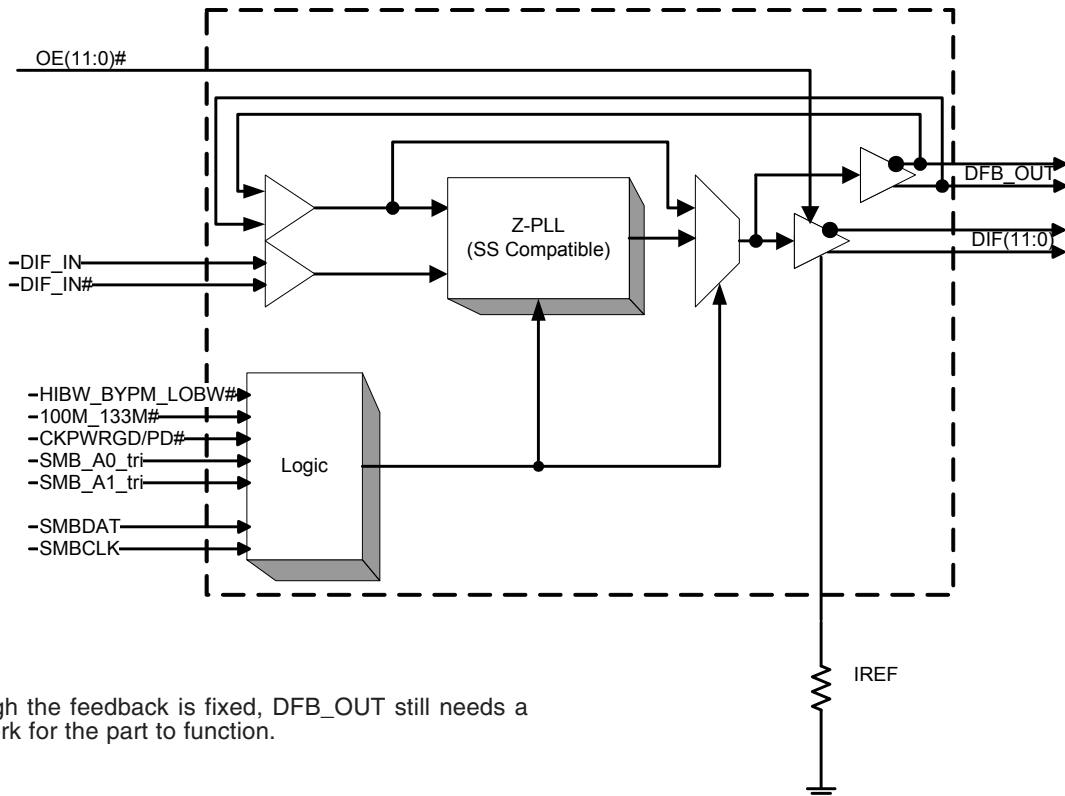 OE(11:0)#
DFB_OUT
Z-PLL
(SS Compatible)
DIF(11:0)
DIF_IN
DIF_IN#
HIBW_BYPM_LOBW#
100M_133M#
CKPWRGD/PD#
SMB_A0_tri
SMB_A1_tri
Logic
SMBDAT
SMBCLK
IREF
gh the feedback is fixed, DFB_OUT still needs a
rk for the part to function.